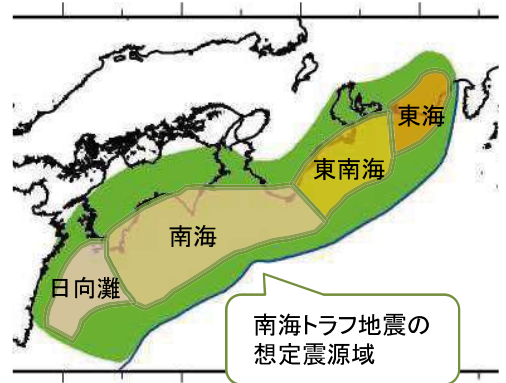 東海
東南海
南海
日向灘
南海トラフ地震の
想定震源域